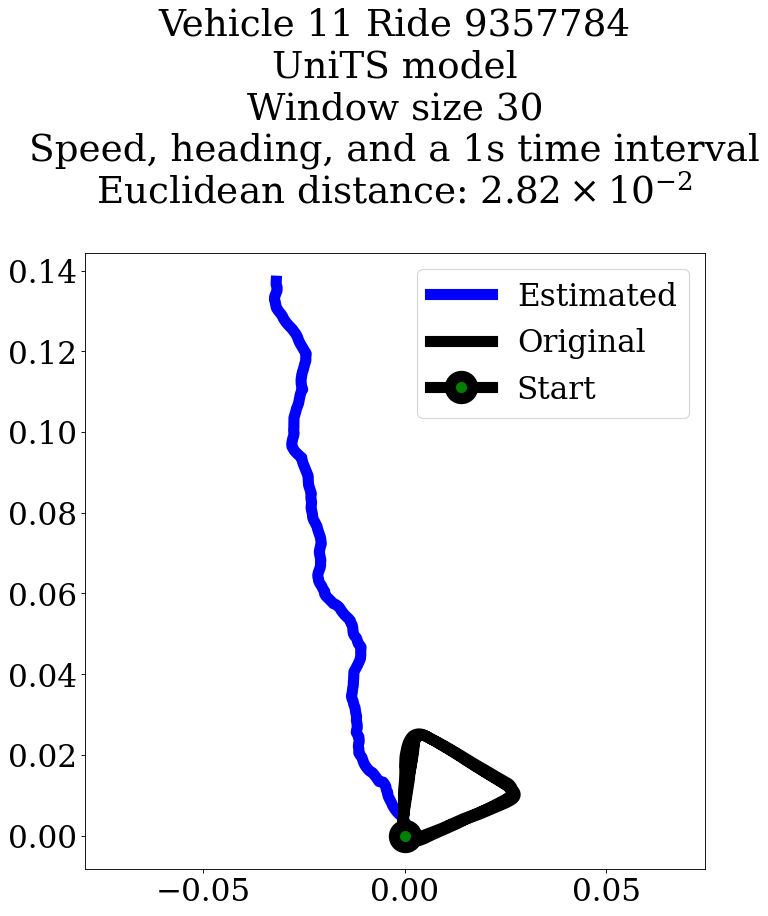 Vehicle 11 Ride 9357784
UniTS model
Window size 30
Speed, heading, and a 1s time interval
Euclidean distance: 2.82 × 10⁻²
0.14
0.12
0.10
0.08
0.06
0.04
0.02
0.00
Estimated
Original
Start
−0.05
0.00
0.05